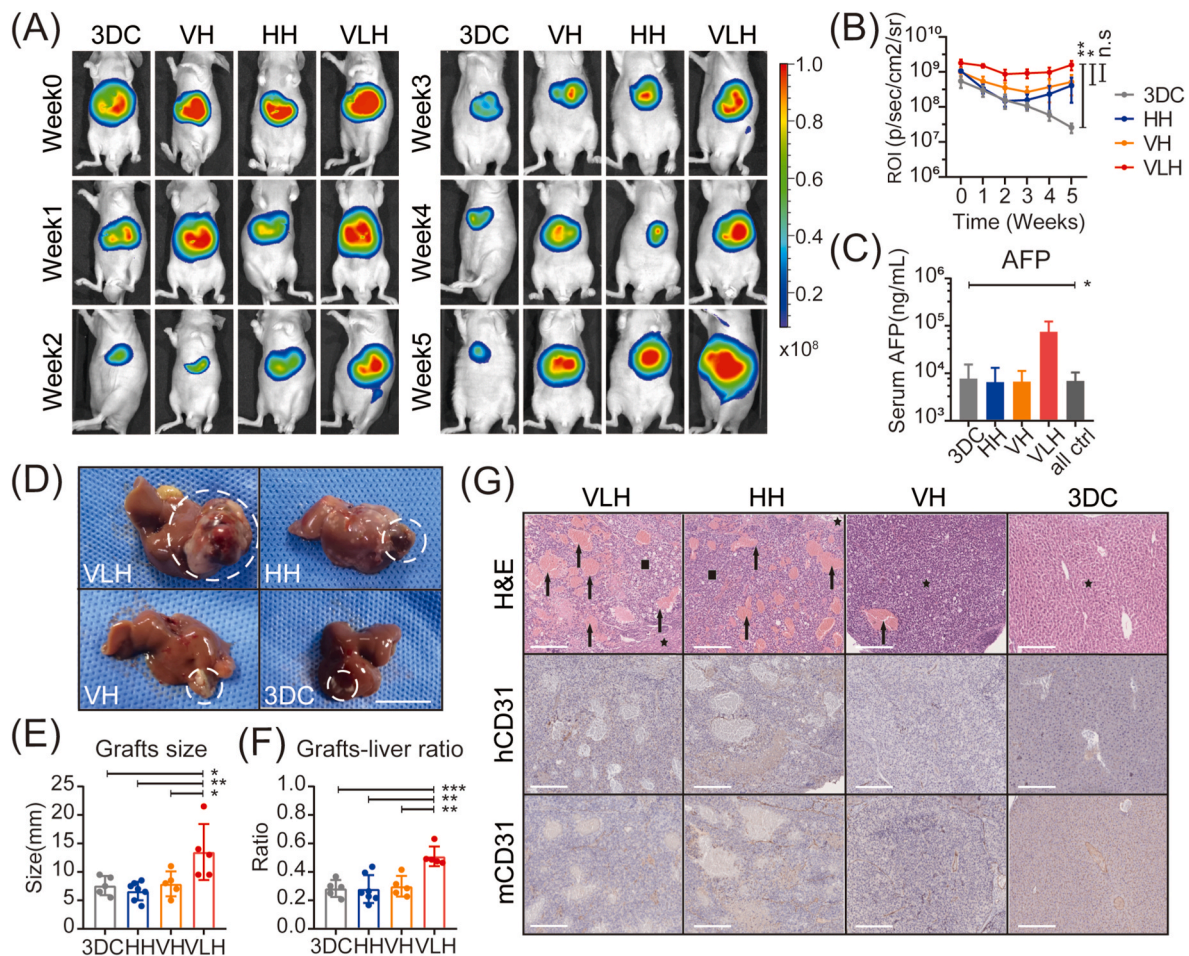 (A)
3DC VH HH VLH 3DC VH HH VLH
Week0 Week3
Week1 Week4
Week2 Week5
1.0
0.8
0.6
0.4
0.2
x10⁸
(B)
ROI (p/sec/cm2/sr)
10¹⁰
10⁹
10⁸
10⁷
10⁶
0 1 2 3 4 5
Time (Weeks)
** * n.s
3DC
HH
VH
VLH
(C)
AFP
Serum AFP(ng/mL)
10⁶
10⁵
10⁴
10³
*
3DC HH VH VLH all ctrl
(D)
VLH HH
VH 3DC
(E)
Grafts size
Size(mm)
25
20
15
10
5
0
*
**
*
3DC HH VH VLH
(F)
Grafts-liver ratio
Ratio
1.0
0.8
0.6
0.4
0.2
0.0
***
**
**
3DC HH VH VLH
(G)
VLH HH VH 3DC
H&E
hCD31
mCD31